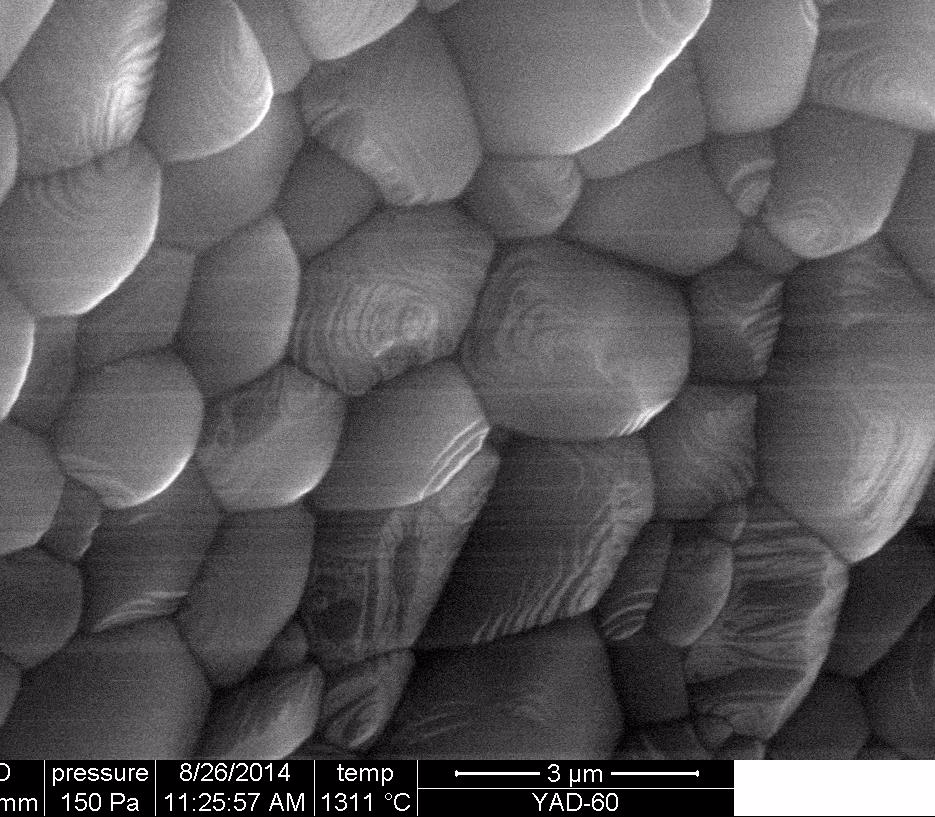 D
mm
pressure
150 Pa
8/26/2014
11:25:57 AM
temp
1311 °C
3 µm
YAD-60